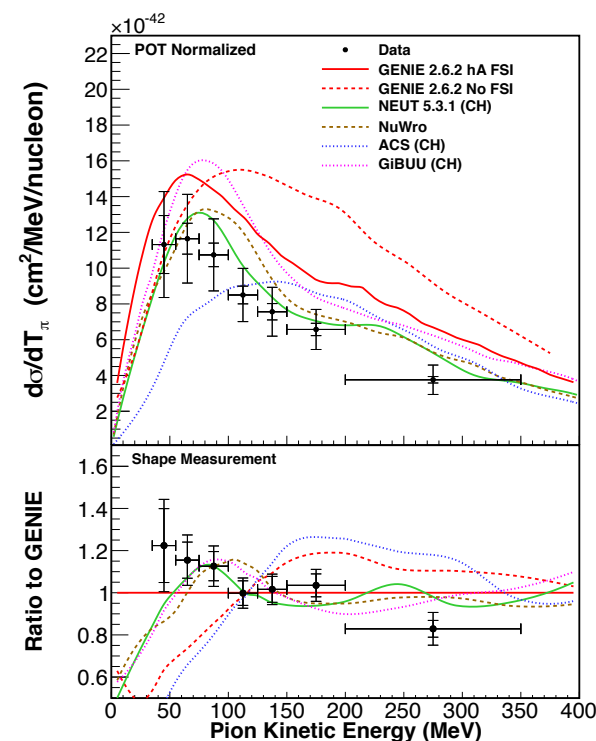 ×10⁻⁴²
POT Normalized
Data
GENIE 2.6.2 hA FSI
GENIE 2.6.2 No FSI
NEUT 5.3.1 (CH)
NuWro
ACS (CH)
GiBUU (CH)
22
20
18
16
14
12
10
8
6
4
2
dσ/dTπ (cm²/MeV/nucleon)
Shape Measurement
1.6
1.4
1.2
1
0.8
0.6
Ratio to GENIE
0 50 100 150 200 250 300 350 400
Pion Kinetic Energy (MeV)